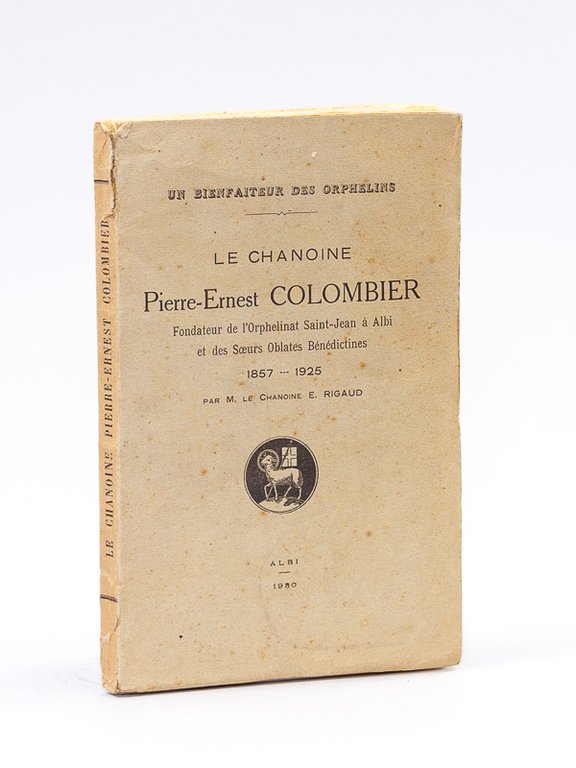 UN BIENFAITEUR DES ORPHELINS
LE CHANOINE
Pierre-Ernest COLOMBIER
Fondateur de l'Orphelinat Saint-Jean à Albi
et des Sœurs Oblates Bénédictines
1857 --- 1925
PAR M. LE CHANOINE E. RIGAUD
ALBI
1930
LE CHANOINE PIERRE-ERNEST COLOMBIER